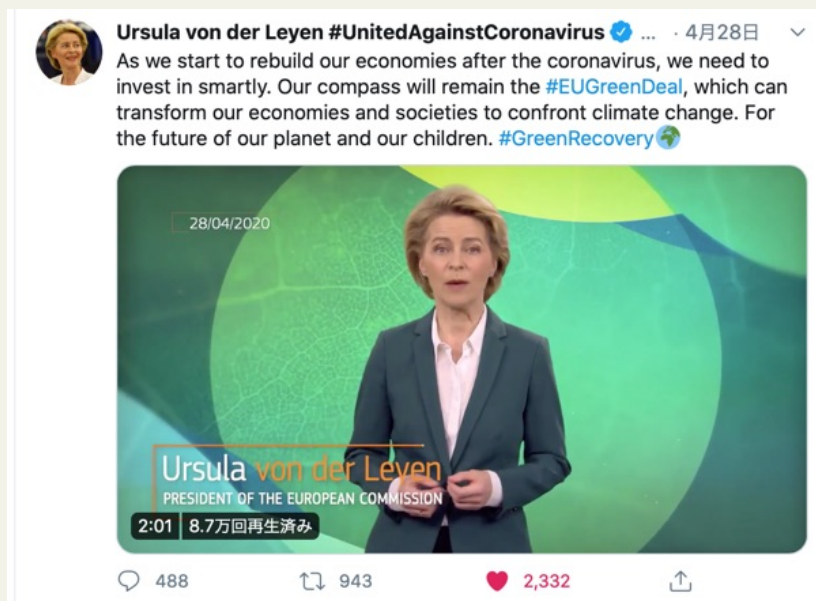 Ursula von der Leyen #UnitedAgainstCoronavirus ... · 4月28日
As we start to rebuild our economies after the coronavirus, we need to
invest in smartly. Our compass will remain the #EUGreenDeal, which can
transform our economies and societies to confront climate change. For
the future of our planet and our children. #GreenRecovery
28/04/2020
Ursula von der Leyen
PRESIDENT OF THE EUROPEAN COMMISSION
2:01 8.7万回再生済み
488 943 2,332